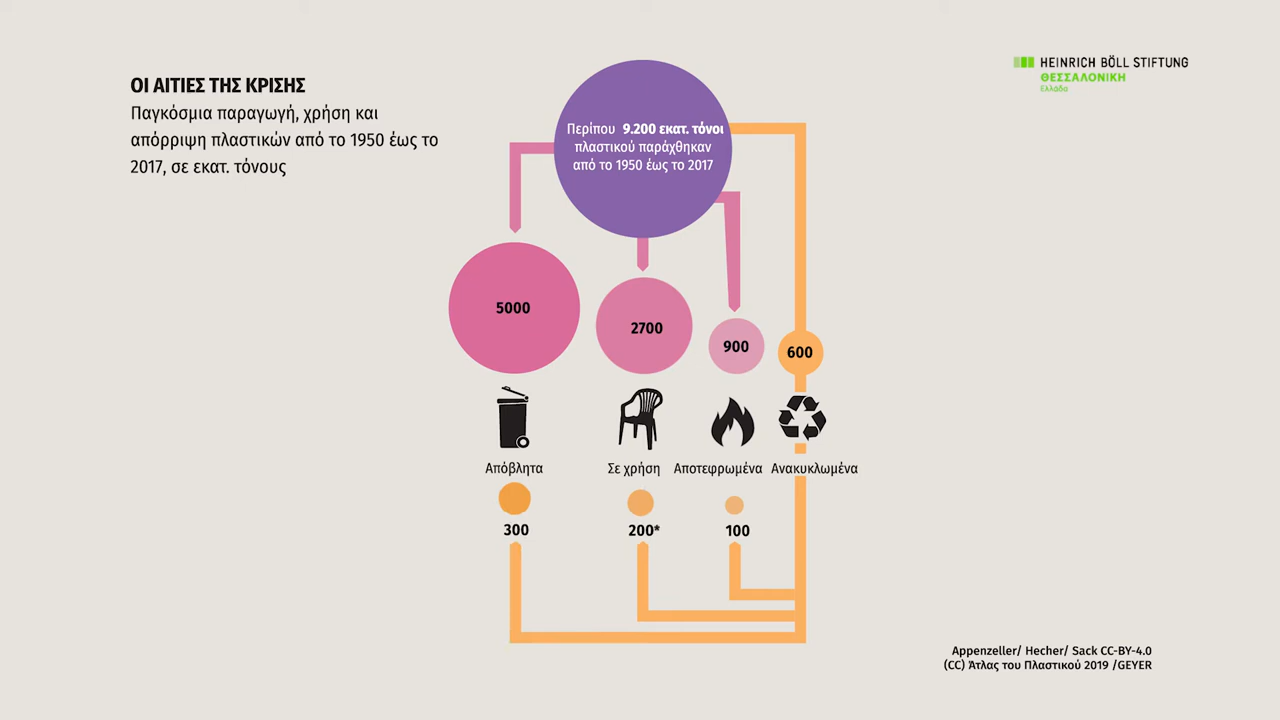 ΟΙ ΑΙΤΙΕΣ ΤΗΣ ΚΡΙΣΗΣ
Παγκόσμια παραγωγή, χρήση και
απόρριψη πλαστικών από το 1950 έως το
2017, σε εκατ. τόνους
HEINRICH BÖLL STIFTUNG
ΘΕΣΣΑΛΟΝΙΚΗ
Ελλάδα
Περίπου 9.200 εκατ. τόνοι
πλαστικού παράχθηκαν
από το 1950 έως το 2017
5000
2700
900
600
Απόβλητα
Σε χρήση
Αποτεφρωμένα
Ανακυκλωμένα
300
200*
100
Appenzeller/ Hecher/ Sack CC-BY-4.0
(CC) Άτλας του Πλαστικού 2019 /GEYER